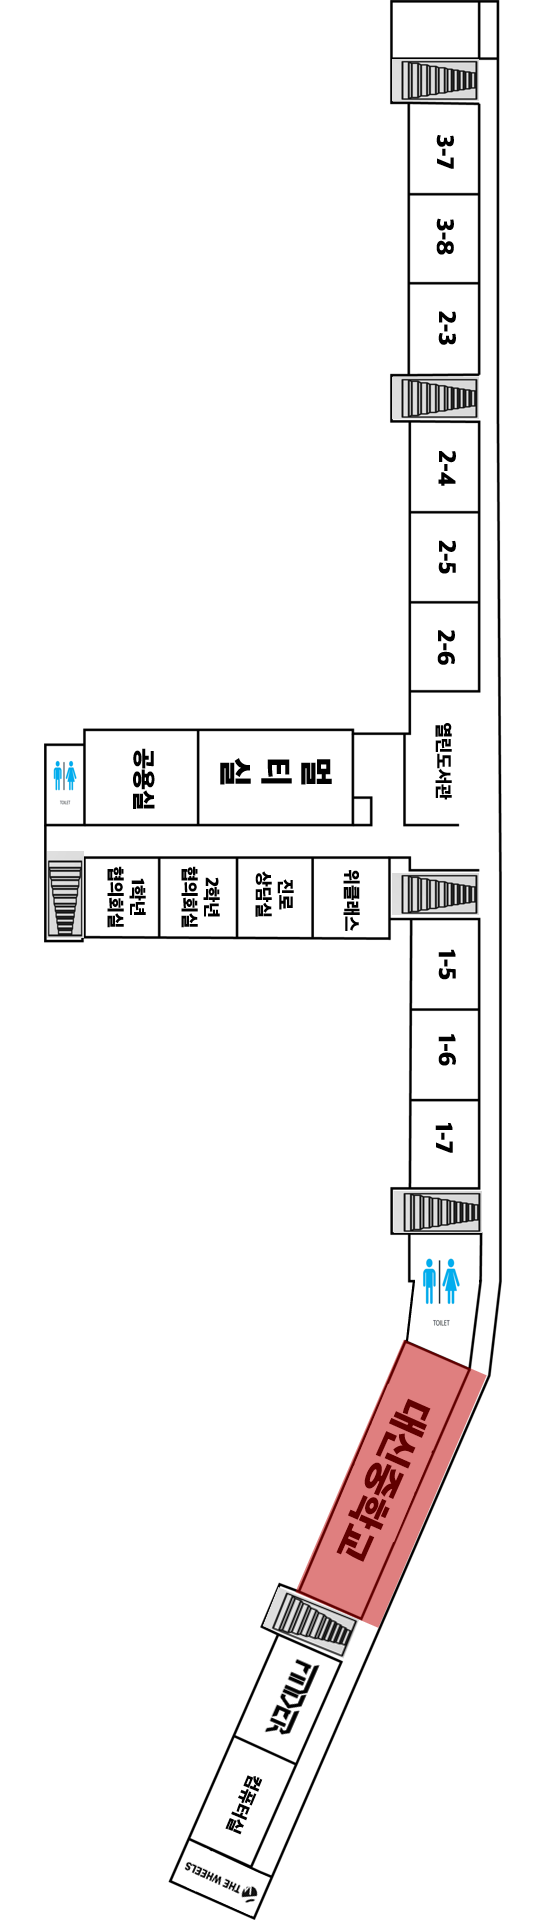 3-7
3-8
2-3
2-4
2-5
2-6
열린도서관
멀티실
공용실
TOILET
위클래스
진로
상담실
2학년
협의회실
1학년
협의회실
1-5
1-6
1-7
TOILET
대신중학교
컴퓨터실
THE WHEELS